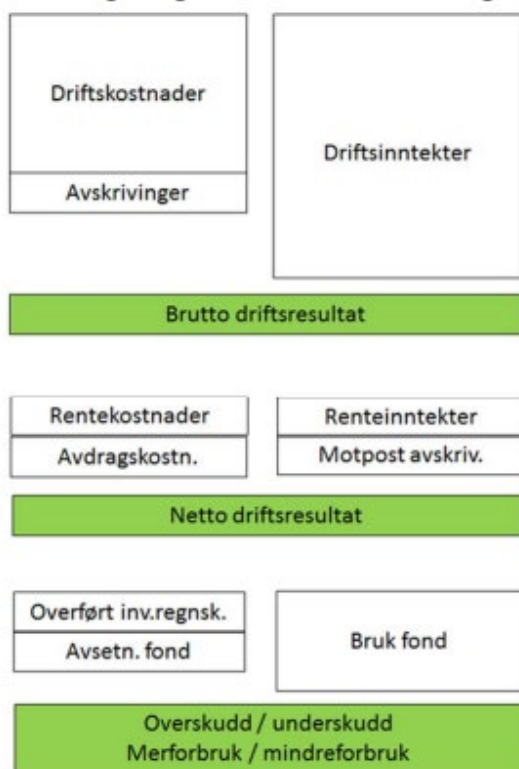 Driftskostnader
Driftsinntekter
Avskrivinger
Brutto driftsresultat
Rentekostnader
Renteinntekter
Avdragskostn.
Motpost avskriv.
Netto driftsresultat
Overført inv.regnsk.
Bruk fond
Avsetn. fond
Overskudd / underskudd
Merforbruk / mindreforbruk